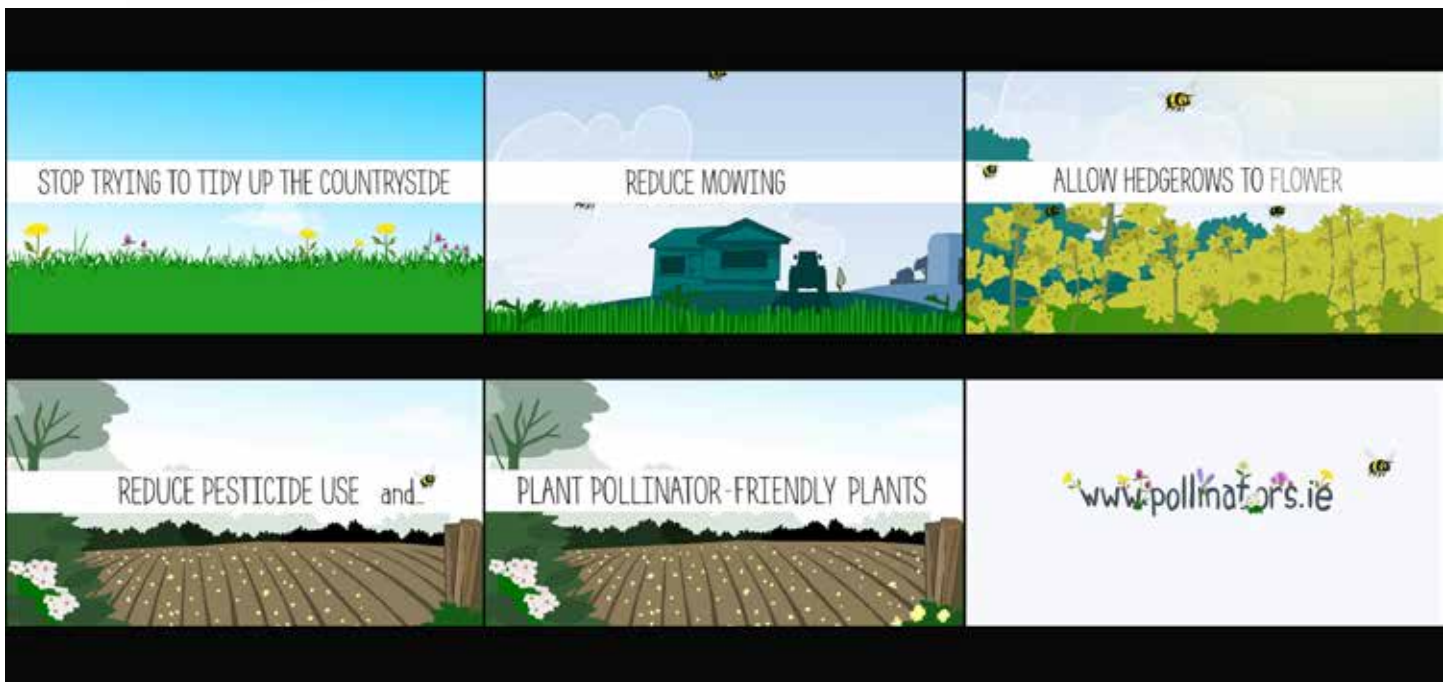 STOP TRYING TO TIDY UP THE COUNTRYSIDE
REDUCE MOWING
ALLOW HEDGEROWS TO FLOWER
REDUCE PESTICIDE USE and...
PLANT POLLINATOR-FRIENDLY PLANTS
www.pollinators.ie